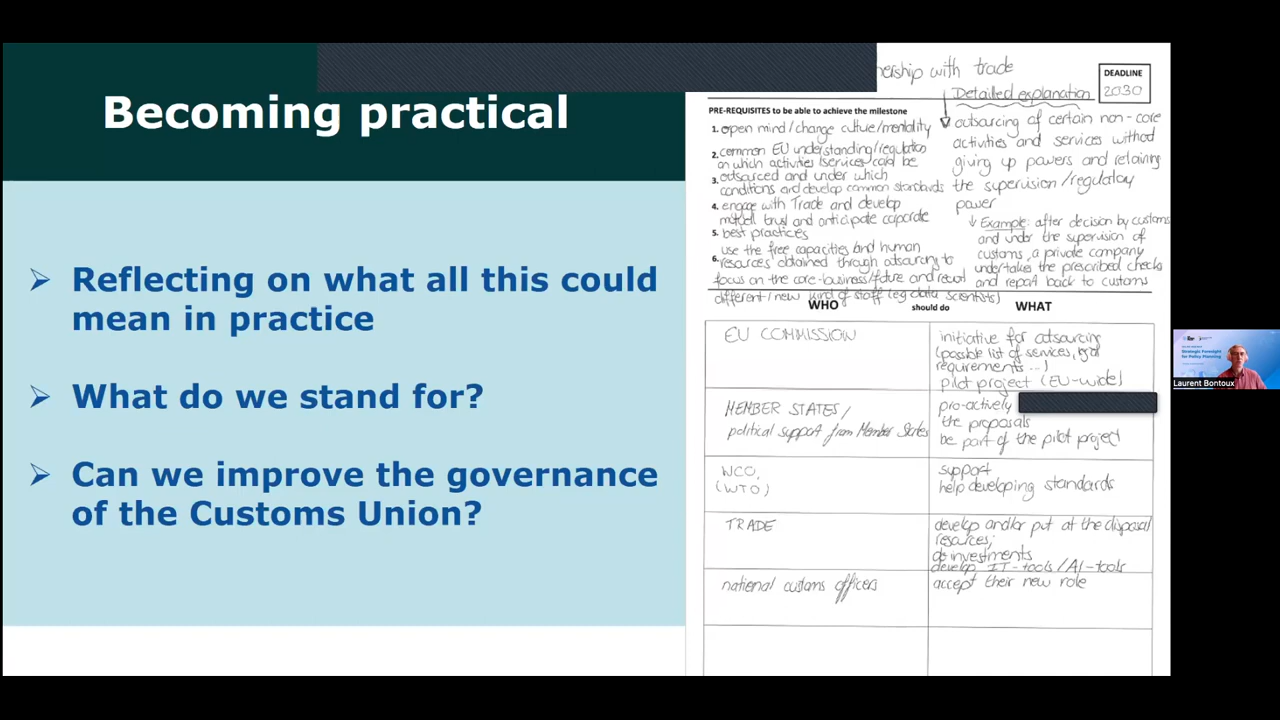 Becoming practical
Reflecting on what all this could
mean in practice
What do we stand for?
Can we improve the governance
of the Customs Union?
with trade
DEADLINE
2030
Detailed explanation
PRE-REQUISITES to be able to achieve the milestone
1. open mind/change culture/mentality
2. common EU understanding/regulation
on which activities/services could be
3. outsourced and under which
conditions and develop common standards
4. engage with Trade and develop
mutual trust and anticipate corporate
5. best practices
use the free capacities (and human
6. resources obtained through outsourcing to
focus on the core-business/future and recruit
different/new kind of staff (eg data scientists)
outsourcing of certain non-core
activities and services without
giving up powers and retaining
the supervision/regulatory
power
Example: after decision by customs
and under the supervision of
customs, a private company
undertakes the prescribed checks
and report back to customs
WHO should do WHAT
EU COMMISSION
initiative for outsourcing
(possible list of services, legal
requirements ...)
pilot project (EU-wide)
MEMBER STATES/
political support from Member States
pro-actively
the proposals
be part of the pilot project
WCO,
(WTO)
support
help developing standards
TRADE
develop and/or put at the disposal
resources;
do investments
develop IT-tools/AI-tools
national customs officers
accept their new role
Strategic Foresight
for Policy Planning
Laurent Bontoux